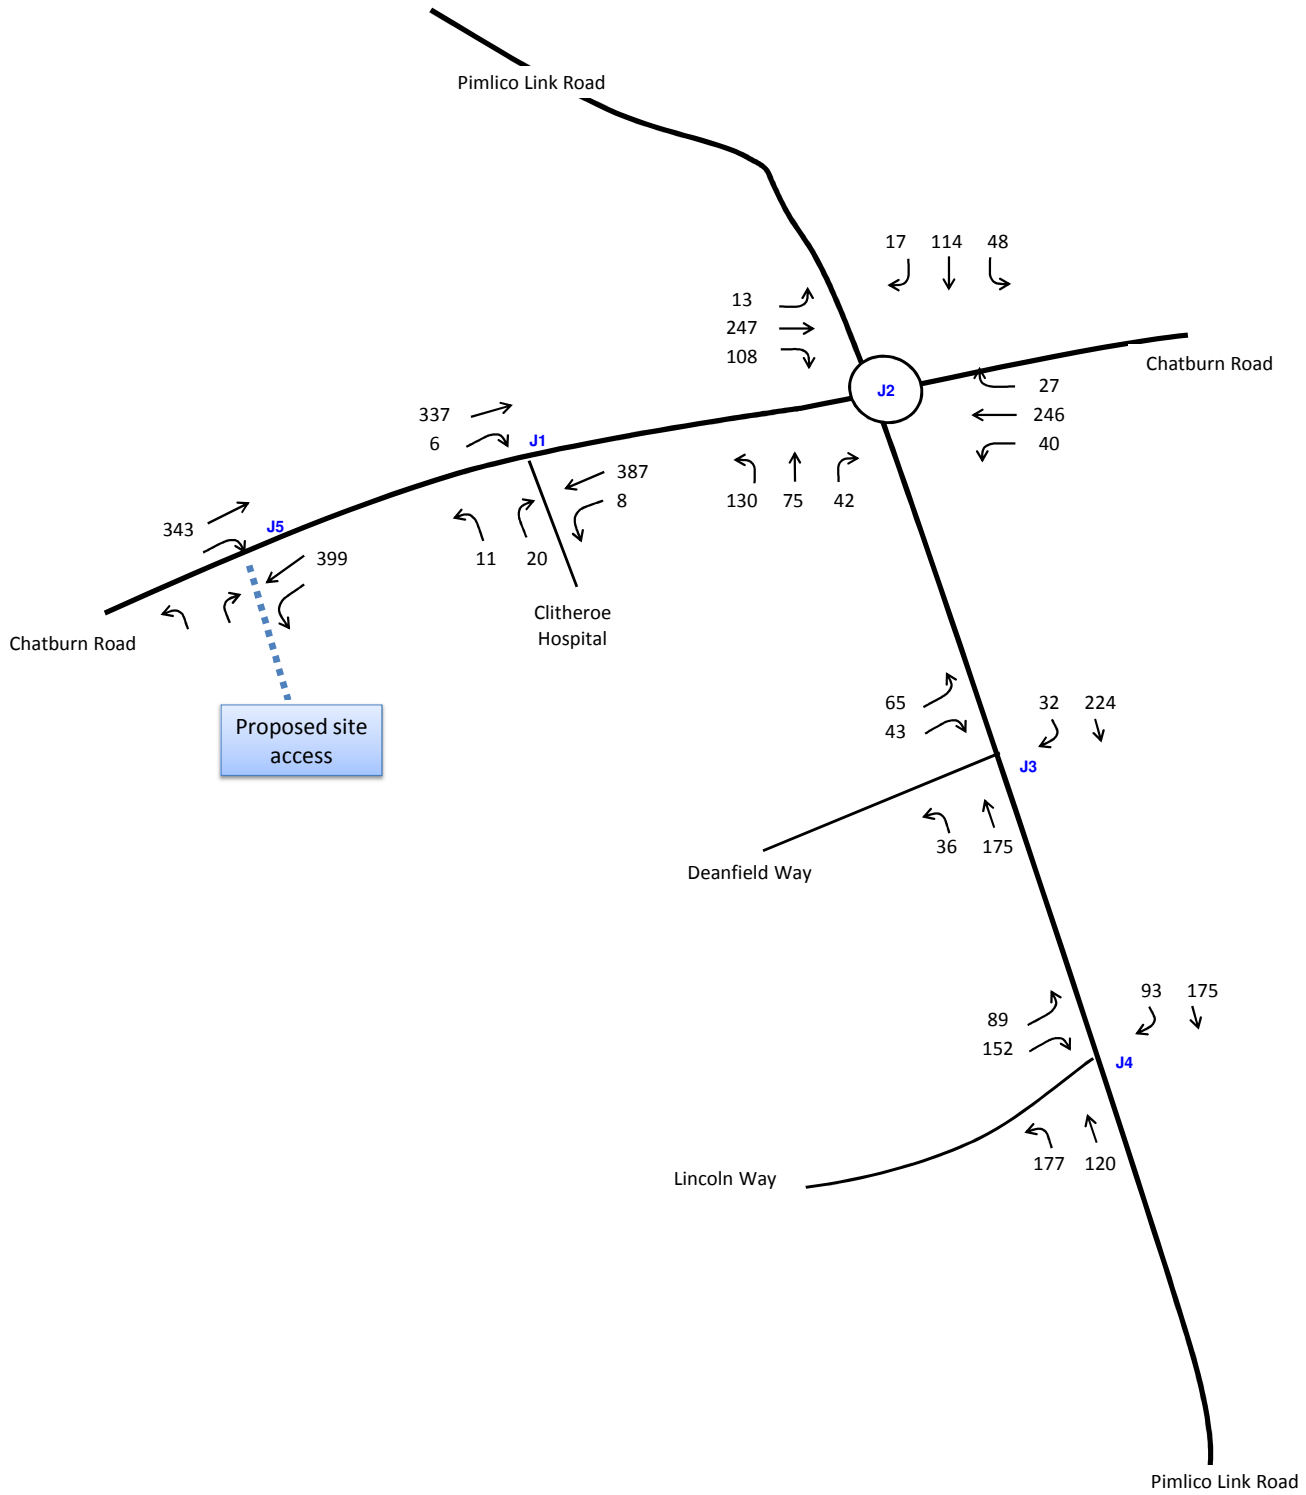 Pimlico Link Road
17 114 48
13
247
108
Chatburn Road
J2
27
246
40
337
6
J1
387
8
130 75 42
343
J5
399
11 20
Clitheroe
Hospital
Chatburn Road
Proposed site
access
65
43
32 224
J3
36 175
Deanfield Way
93 175
89
152
J4
177 120
Lincoln Way
Pimlico Link Road